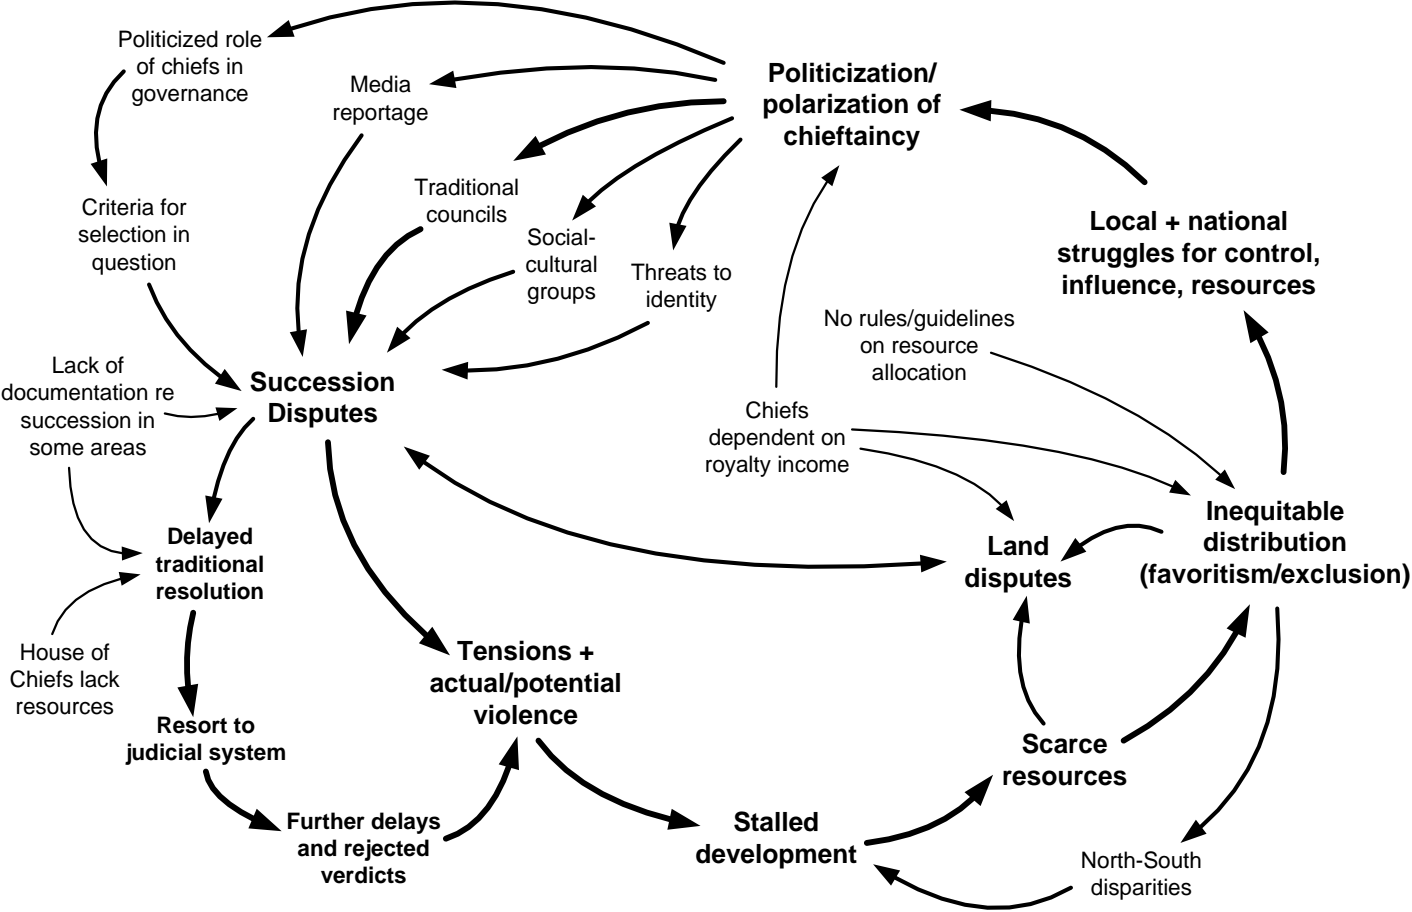 Politicized role
of chiefs in
governance
Media
reportage
Politicization/
polarization of
chieftaincy
Traditional
councils
Criteria for
selection in
question
Social-
cultural
groups
Threats to
identity
Local + national
struggles for control,
influence, resources
No rules/guidelines
on resource
allocation
Lack of
documentation re
succession in
some areas
Succession
Disputes
Chiefs
dependent on
royalty income
Inequitable
distribution
(favoritism/exclusion)
Land
disputes
Delayed
traditional
resolution
House of
Chiefs lack
resources
Tensions +
actual/potential
violence
Resort to
judicial system
Scarce
resources
Further delays
and rejected
verdicts
Stalled
development
North-South
disparities